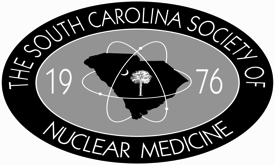 THE SOUTH CAROLINA SOCIETY OF
19 76
NUCLEAR MEDICINE